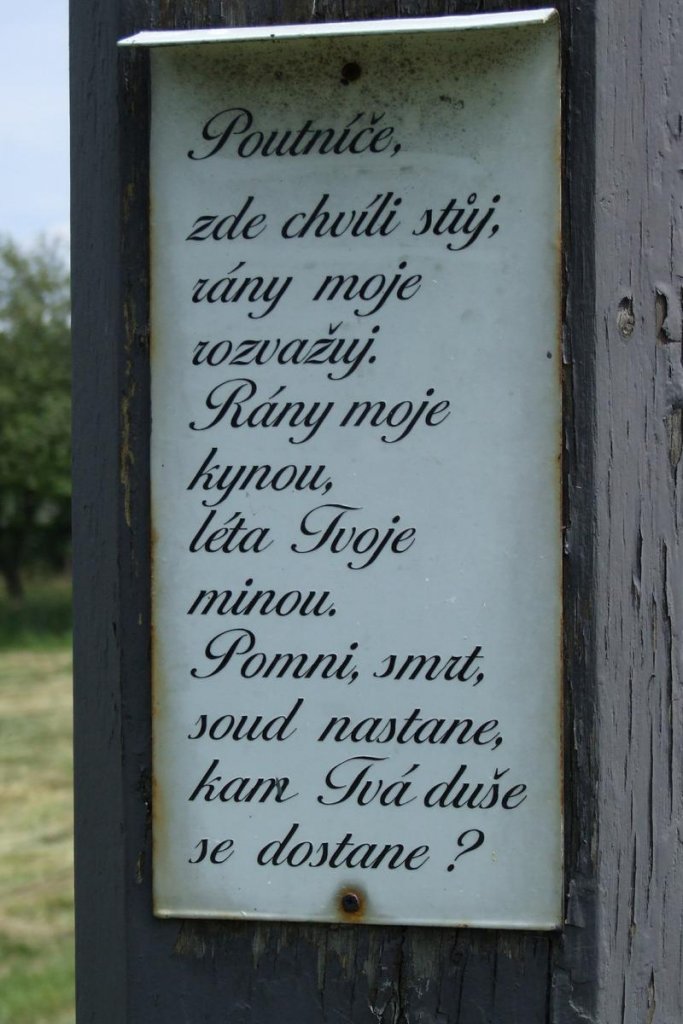 Poutníče,
zde chvíli stůj,
rány moje
rozvažuj.
Rány moje
kynou,
léta Tvoje
minou.
Pomni, smrt,
soud nastane,
kam Tvá duše
se dostane ?